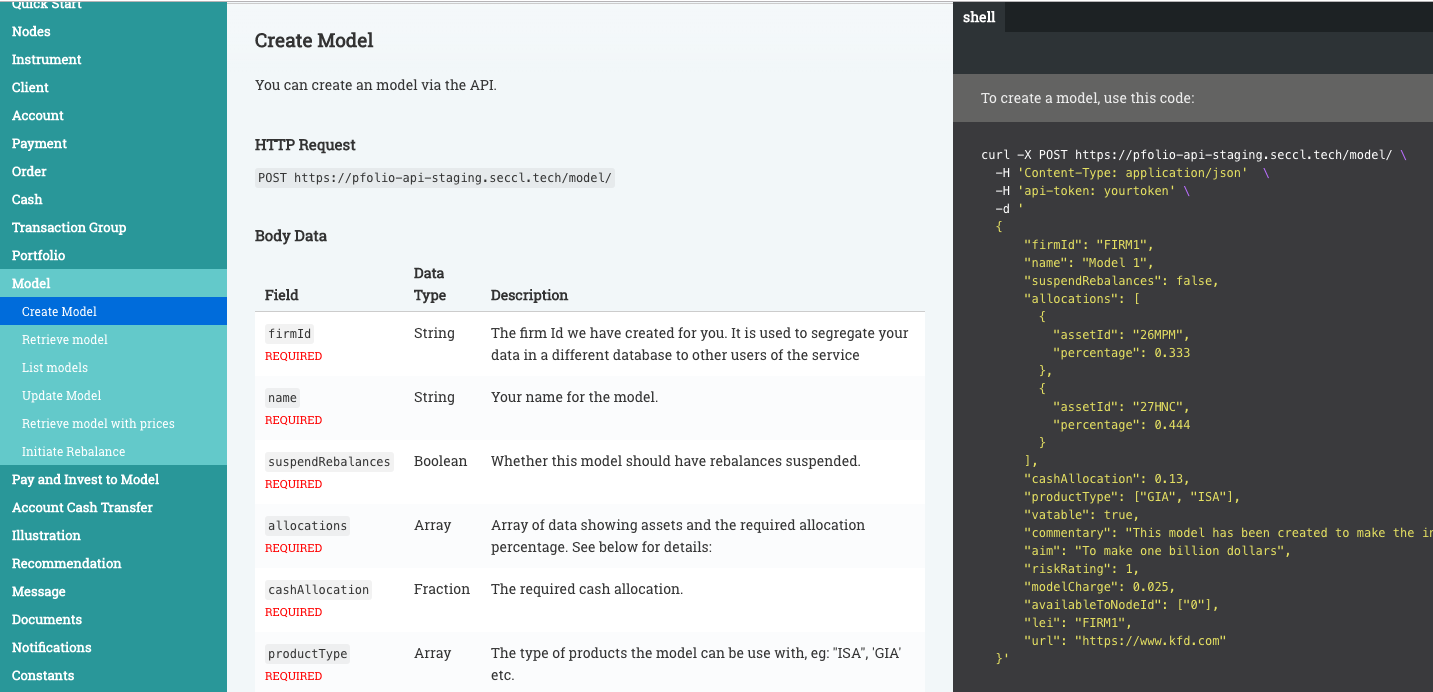 Quick Start
Nodes
Instrument
Client
Account
Payment
Order
Cash
Transaction Group
Portfolio
Model
Create Model
Retrieve model
List models
Update Model
Retrieve model with prices
Initiate Rebalance
Pay and Invest to Model
Account Cash Transfer
Illustration
Recommendation
Message
Documents
Notifications
Constants
Create Model
You can create an model via the API.
HTTP Request
POST https://pfolio-api-staging.seccl.tech/model/
Body Data
Field Data Type Description
firmId String The firm Id we have created for you. It is used to segregate your
REQUIRED data in a different database to other users of the service
name String Your name for the model.
REQUIRED
suspendRebalances Boolean Whether this model should have rebalances suspended.
REQUIRED
allocations Array Array of data showing assets and the required allocation
REQUIRED percentage. See below for details:
cashAllocation Fraction The required cash allocation.
REQUIRED
productType Array The type of products the model can be use with, eg: "ISA", 'GIA'
REQUIRED etc.
shell
To create a model, use this code:
curl -X POST https://pfolio-api-staging.seccl.tech/model/ \
-H 'Content-Type: application/json' \
-H 'api-token: yourtoken' \
-d '
{
"firmId": "FIRM1",
"name": "Model 1",
"suspendRebalances": false,
"allocations": [
{
"assetId": "26MPM",
"percentage": 0.333
},
{
"assetId": "27HNC",
"percentage": 0.444
}
],
"cashAllocation": 0.13,
"productType": ["GIA", "ISA"],
"vatable": true,
"commentary": "This model has been created to make the in
"aim": "To make one billion dollars",
"riskRating": 1,
"modelCharge": 0.025,
"availableToNodeId": ["0"],
"lei": "FIRM1",
"url": "https://www.kfd.com"
}'